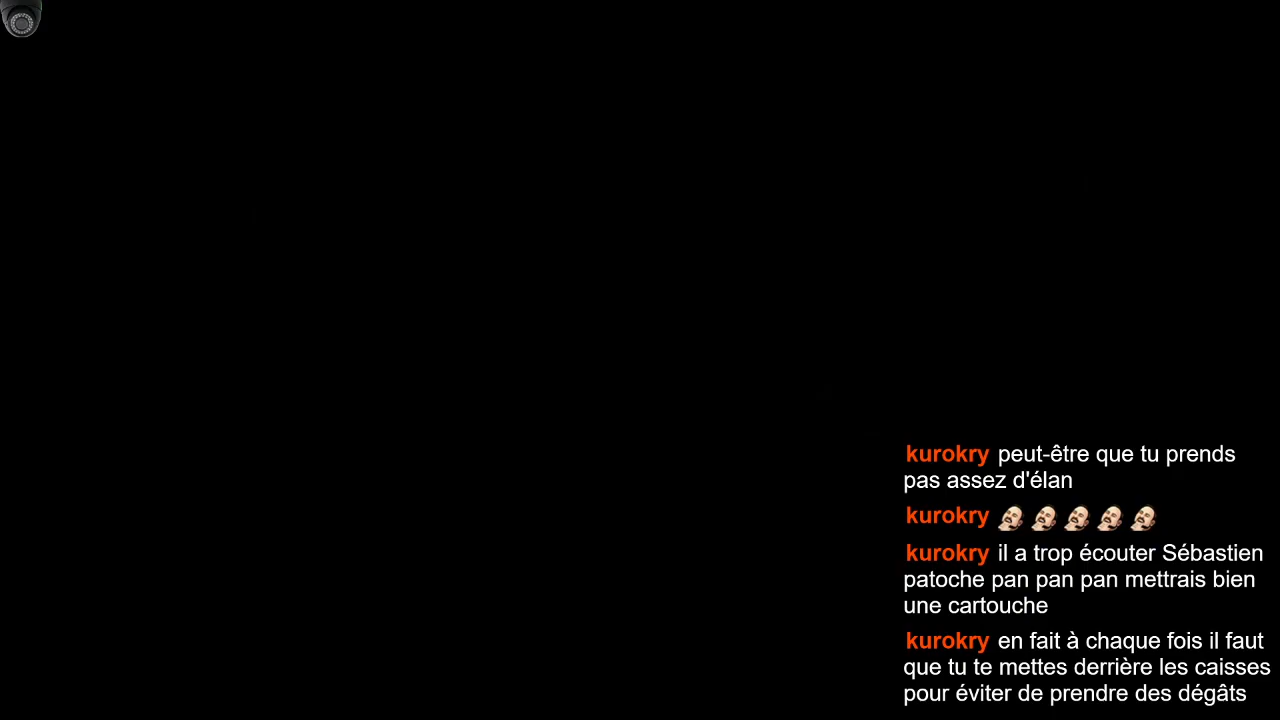 kurokry peut-être que tu prends
pas assez d'élan
kurokry
kurokry il a trop écouter Sébastien
patoche pan pan pan mettrais bien
une cartouche
kurokry en fait à chaque fois il faut
que tu te mettes derrière les caisses
pour éviter de prendre des dégâts